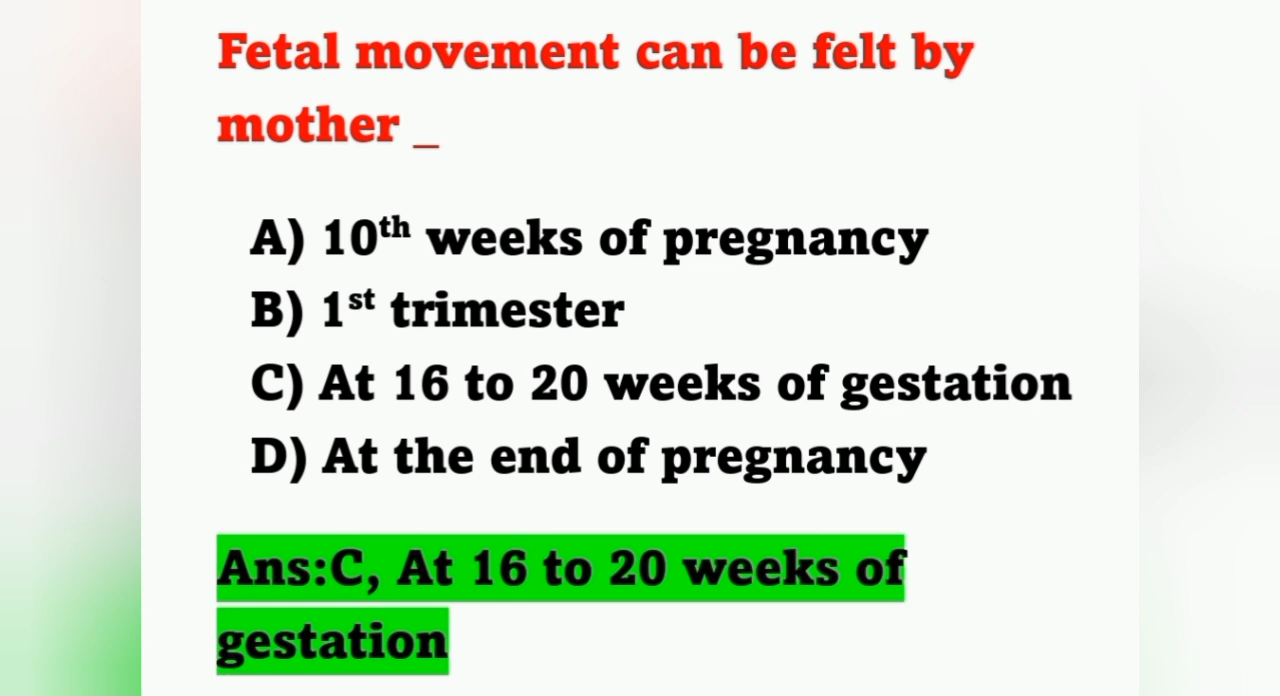 Fetal movement can be felt by
mother _
A) 10th weeks of pregnancy
B) 1st trimester
C) At 16 to 20 weeks of gestation
D) At the end of pregnancy
Ans:C, At 16 to 20 weeks of
gestation